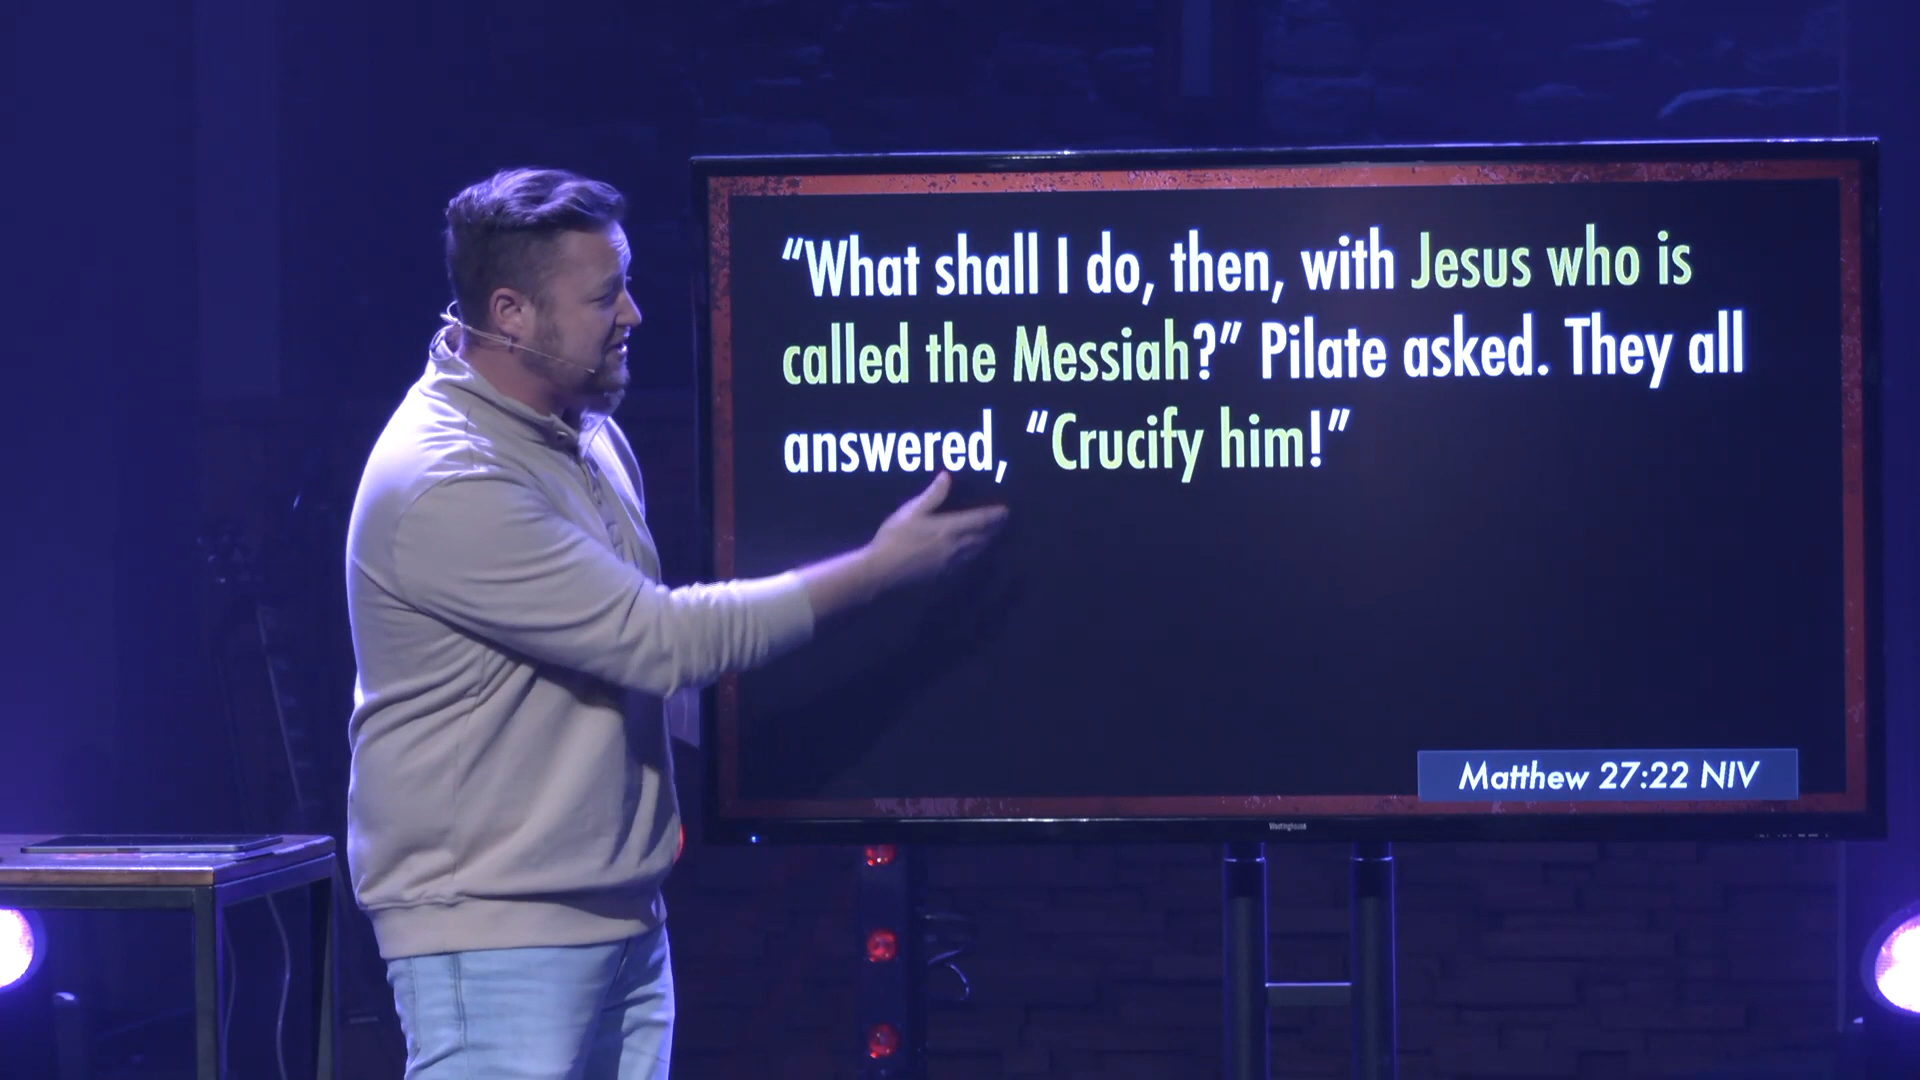 “What shall I do, then, with Jesus who is
called the Messiah?” Pilate asked. They all
answered, “Crucify him!”
Matthew 27:22 NIV
Westinghouse